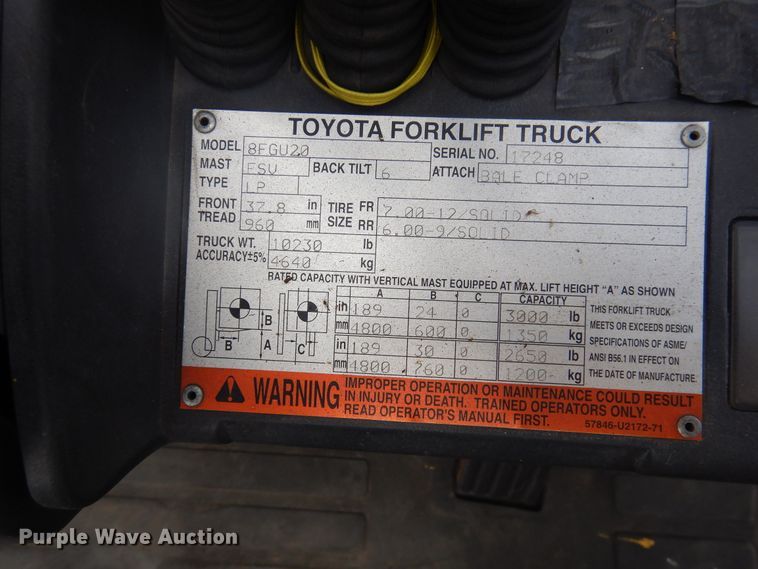 TOYOTA FORKLIFT TRUCK
MODEL 8FGU20 SERIAL NO. 17248
MAST FSV BACK TILT 6 ATTACH BALE CLAMP
TYPE LP
FRONT TREAD 37.8 in 960 mm
TIRE SIZE FR 7.00-12/SOLID
RR 6.00-9/SOLID
TRUCK WT. 10230 lb
ACCURACY±5% 4640 kg
RATED CAPACITY WITH VERTICAL MAST EQUIPPED AT MAX. LIFT HEIGHT "A" AS SHOWN
A B C CAPACITY
in 189 24 0 3000 lb
mm 4800 600 0 1350 kg
in 189 30 0 2650 lb
mm 4800 760 0 1200 kg
B
B A C
THIS FORKLIFT TRUCK
MEETS OR EXCEEDS DESIGN
SPECIFICATIONS OF ASME/
ANSI B56.1 IN EFFECT ON
THE DATE OF MANUFACTURE.
WARNING
IMPROPER OPERATION OR MAINTENANCE COULD RESULT
IN INJURY OR DEATH. TRAINED OPERATORS ONLY.
READ OPERATOR'S MANUAL FIRST.
57846-U2172-71
Purple Wave Auction